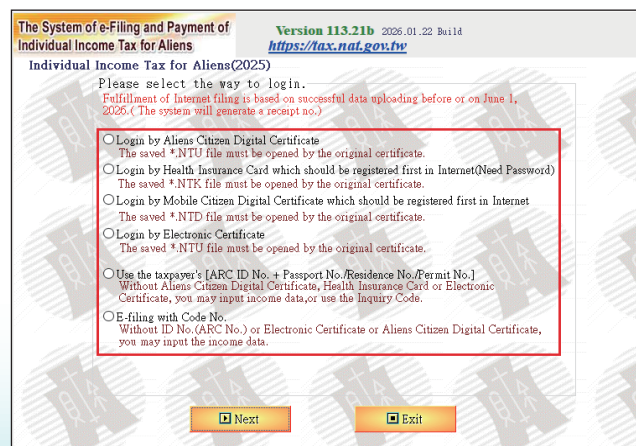 The System of e-Filing and Payment of
Individual Income Tax for Aliens
Version 113.21b 2026.01.22 Build
https://tax.nat.gov.tw
Individual Income Tax for Aliens(2025)
Please select the way to login.
Fulfillment of Internet filing is based on successful data uploading before or on June 1,
2026.( The system will generate a receipt no.)
Login by Aliens Citizen Digital Certificate
The saved *.NTU file must be opened by the original certificate.
Login by Health Insurance Card which should be registered first in Internet(Need Password)
The saved *.NTK file must be opened by the original certificate.
Login by Mobile Citizen Digital Certificate which should be registered first in Internet
The saved *.NTD file must be opened by the original certificate.
Login by Electronic Certificate
The saved *.NTU file must be opened by the original certificate.
Use the taxpayer's [ARC ID No. + Passport No./Residence No./Permit No.]
Without Aliens Citizen Digital Certificate, Health Insurance Card or Electronic
Certificate, you may input income data,or use the Inquiry Code.
E-filing with Code No.
Without ID No.(ARC No.) or Electronic Certificate or Aliens Citizen Digital Certificate,
you may input the income data.
Next
Exit